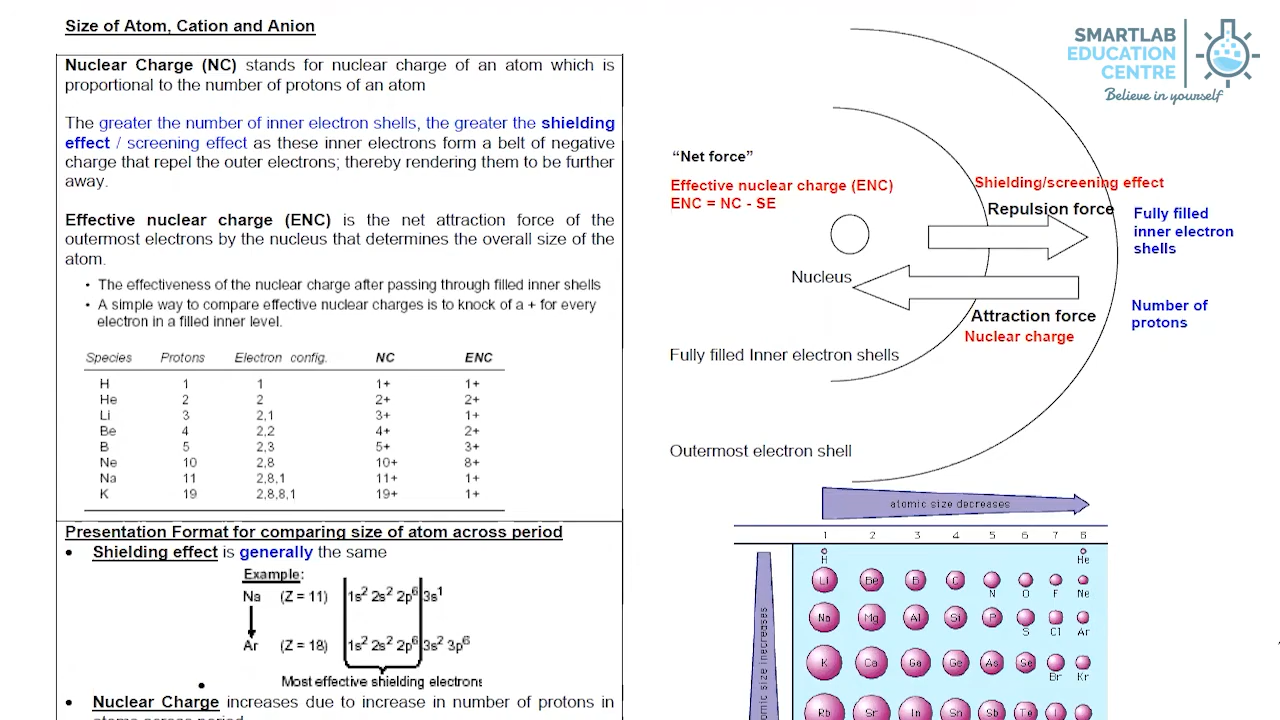 Size of Atom, Cation and Anion
Nuclear Charge (NC) stands for nuclear charge of an atom which is
proportional to the number of protons of an atom
The greater the number of inner electron shells, the greater the shielding
effect / screening effect as these inner electrons form a belt of negative
charge that repel the outer electrons; thereby rendering them to be further
away.
Effective nuclear charge (ENC) is the net attraction force of the
outermost electrons by the nucleus that determines the overall size of the
atom.
• The effectiveness of the nuclear charge after passing through filled inner shells
• A simple way to compare effective nuclear charges is to knock of a + for every
electron in a filled inner level.
Species Protons Electron config. NC ENC
H 1 1 1+ 1+
He 2 2 2+ 2+
Li 3 2,1 3+ 1+
Be 4 2,2 4+ 2+
B 5 2,3 5+ 3+
Ne 10 2,8 10+ 8+
Na 11 2,8,1 11+ 1+
K 19 2,8,8,1 19+ 1+
Presentation Format for comparing size of atom across period
• Shielding effect is generally the same
Example:
Na (Z = 11) 1s² 2s² 2p⁶ 3s¹
Ar (Z = 18) 1s² 2s² 2p⁶ 3s² 3p⁶
Most effective shielding electrons
•
• Nuclear Charge increases due to increase in number of protons in
atoms across period
SMARTLAB
EDUCATION
CENTRE
Believe in yourself
“Net force”
Effective nuclear charge (ENC)
ENC = NC - SE
Shielding/screening effect
Repulsion force
Fully filled
inner electron
shells
Nucleus
Attraction force
Nuclear charge
Number of
protons
Fully filled Inner electron shells
Outermost electron shell
atomic size decreases
1 2 3 4 5 6 7 8
H He
Li Be B C N O F Ne
Na Mg Al Si P S Cl Ar
K Ca Ga Ge As Se Br Kr
Rb Sr In Sn Sb Te I
atomic size increases